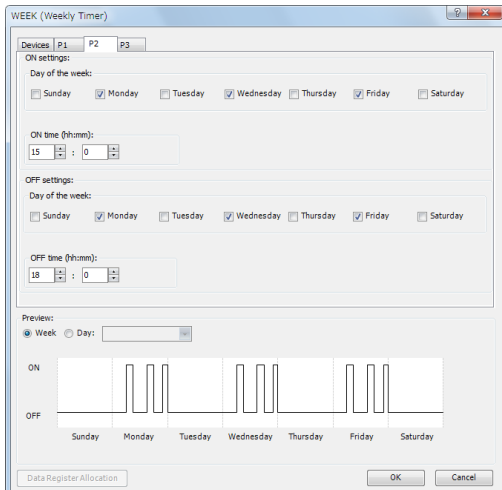 WEEK (Weekly Timer)
Devices P1 P2 P3
ON settings:
Day of the week:
Sunday Monday Tuesday Wednesday Thursday Friday Saturday
ON time (hh:mm):
15 : 0
OFF settings:
Day of the week:
Sunday Monday Tuesday Wednesday Thursday Friday Saturday
OFF time (hh:mm):
18 : 0
Preview:
Week Day:
ON
OFF
Sunday Monday Tuesday Wednesday Thursday Friday Saturday
Data Register Allocation OK Cancel